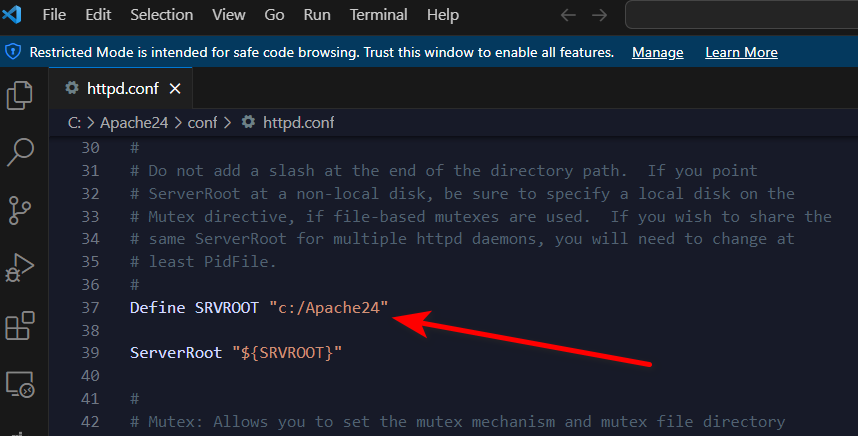 File Edit Selection View Go Run Terminal Help
Restricted Mode is intended for safe code browsing. Trust this window to enable all features. Manage Learn More
httpd.conf
C: > Apache24 > conf > httpd.conf
30 #
31 # Do not add a slash at the end of the directory path.  If you point
32 # ServerRoot at a non-local disk, be sure to specify a local disk on the
33 # Mutex directive, if file-based mutexes are used.  If you wish to share the
34 # same ServerRoot for multiple httpd daemons, you will need to change at
35 # least PidFile.
36 #
37 Define SRVROOT "c:/Apache24"
38
39 ServerRoot "${SRVROOT}"
40
41 #
42 # Mutex: Allows you to set the mutex mechanism and mutex file directory